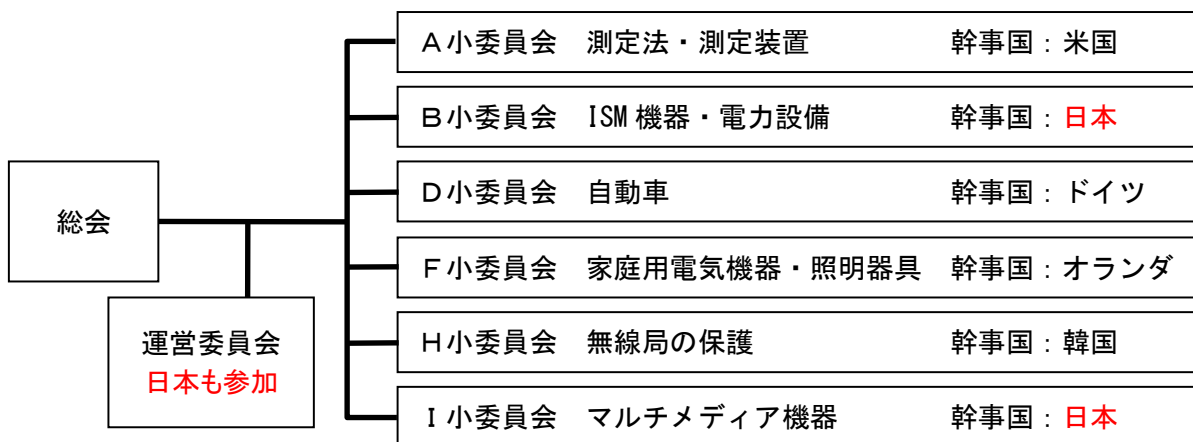 A小委員会 測定法・測定装置 幹事国：米国
B小委員会 ISM機器・電力設備 幹事国：日本
D小委員会 自動車 幹事国：ドイツ
総会
F小委員会 家庭用電気機器・照明器具 幹事国：オランダ
運営委員会
日本も参加
H小委員会 無線局の保護 幹事国：韓国
I小委員会 マルチメディア機器 幹事国：日本